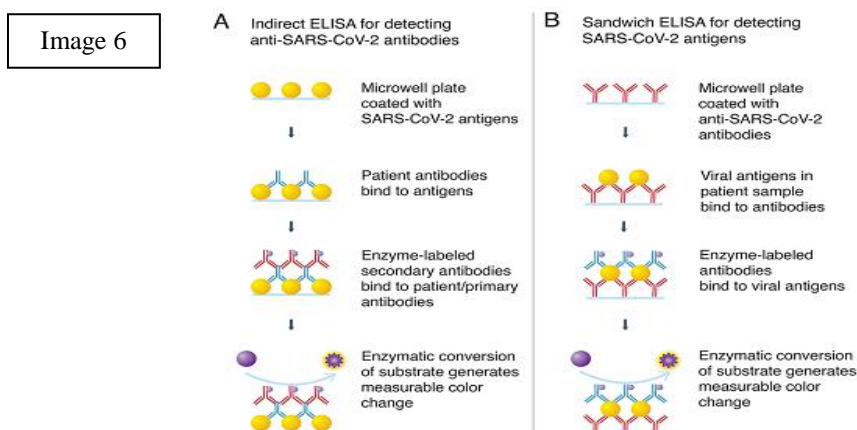 Image 6
A
Indirect ELISA for detecting
anti-SARS-CoV-2 antibodies
Microwell plate
coated with
SARS-CoV-2 antigens
Patient antibodies
bind to antigens
Enzyme-labeled
secondary antibodies
bind to patient/primary
antibodies
Enzymatic conversion
of substrate generates
measurable color
change
B
Sandwich ELISA for detecting
SARS-CoV-2 antigens
Microwell plate
coated with
anti-SARS-CoV-2
antibodies
Viral antigens in
patient sample
bind to antibodies
Enzyme-labeled
antibodies
bind to viral antigens
Enzymatic conversion
of substrate generates
measurable color
change